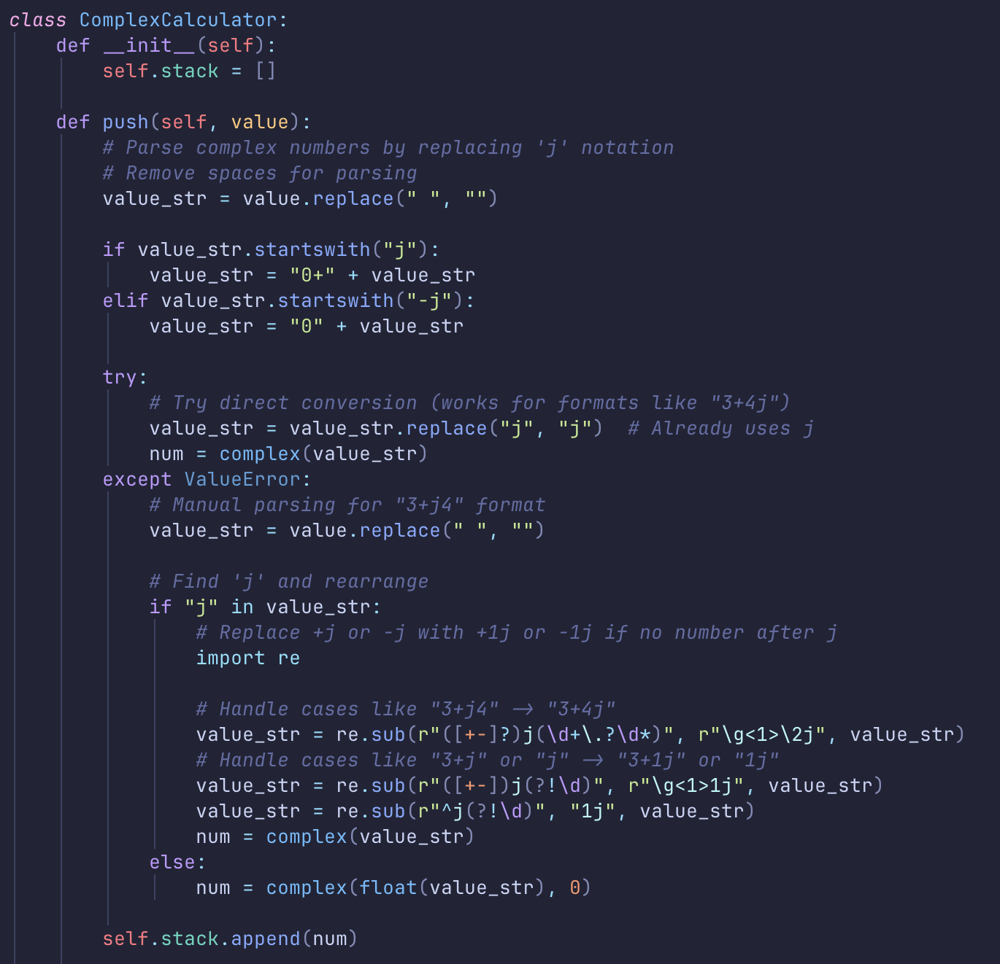 class ComplexCalculator:
    def __init__(self):
        self.stack = []

    def push(self, value):
        # Parse complex numbers by replacing 'j' notation
        # Remove spaces for parsing
        value_str = value.replace(" ", "")

        if value_str.startswith("j"):
            value_str = "0+" + value_str
        elif value_str.startswith("-j"):
            value_str = "0" + value_str

        try:
            # Try direct conversion (works for formats like "3+4j")
            value_str = value_str.replace("j", "j")  # Already uses j
            num = complex(value_str)
        except ValueError:
            # Manual parsing for "3+j4" format
            value_str = value.replace(" ", "")

            # Find 'j' and rearrange
            if "j" in value_str:
                # Replace +j or -j with +1j or -1j if no number after j
                import re

                # Handle cases like "3+j4" -> "3+4j"
                value_str = re.sub(r"([+-]?)j(\d+\.?\d*)", r"\g<1>\2j", value_str)
                # Handle cases like "3+j" or "j" -> "3+1j" or "1j"
                value_str = re.sub(r"([+-])j(?!\d)", r"\g<1>1j", value_str)
                value_str = re.sub(r"^j(?!\d)", "1j", value_str)
                num = complex(value_str)
            else:
                num = complex(float(value_str), 0)

        self.stack.append(num)